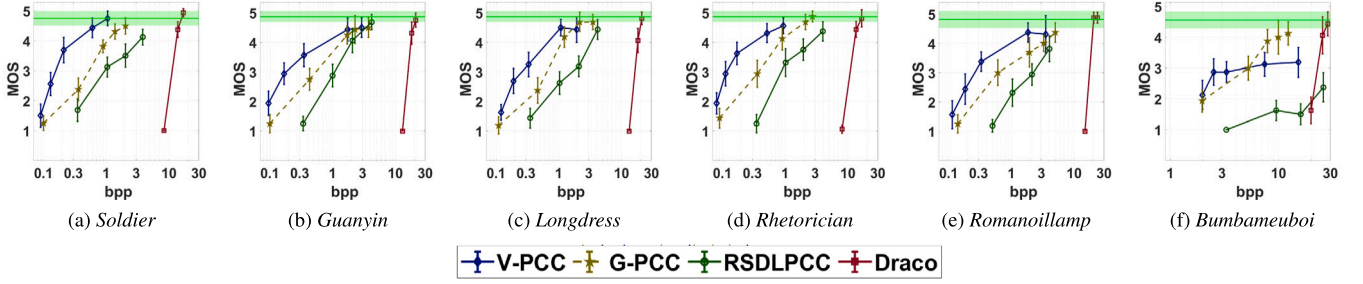 5
4
3
2
1
MOS
0.1 0.3 1 3 10 30
bpp
(a) Soldier
5
4
3
2
1
MOS
0.1 0.3 1 3 10 30
bpp
(b) Guanyin
5
4
3
2
1
MOS
0.1 0.3 1 3 10 30
bpp
(c) Longdress
5
4
3
2
1
MOS
0.1 0.3 1 3 10 30
bpp
(d) Rhetorician
5
4
3
2
1
MOS
0.1 0.3 1 3 10 30
bpp
(e) Romanoillamp
5
4
3
2
1
MOS
1 3 10 30
bpp
(f) Bumbameuboi
V-PCC G-PCC RSDLPCC Draco